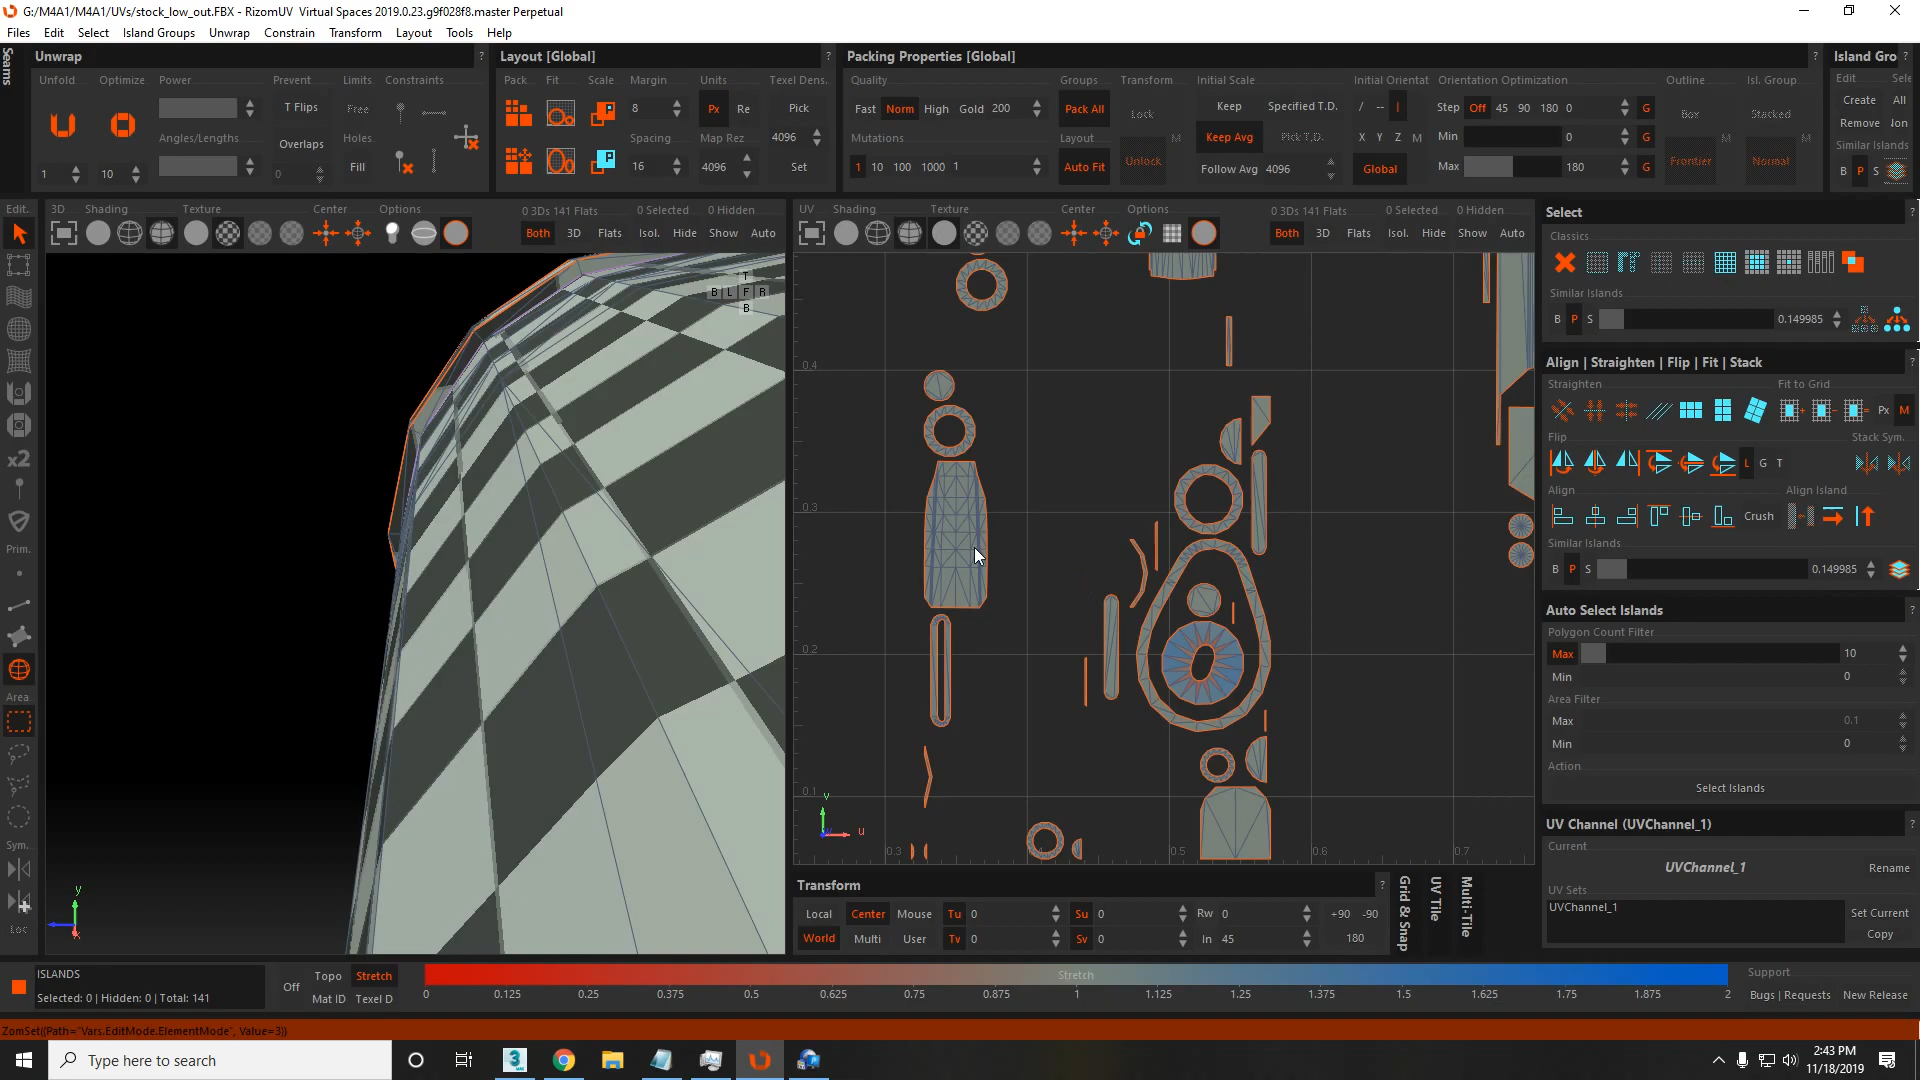 G:/M4A1/M4A1/UVs/stock_low_out.FBX - RizomUV  Virtual Spaces 2019.0.23.g9f028f8.master Perpetual
Files Edit Select Island Groups Unwrap Constrain Transform Layout Tools Help
Seams
Unwrap ?
Unfold Optimize Power Prevent Limits Constraints
T Flips Free
Angles/Lengths Holes
Overlaps
1 10 0 Fill
Layout [Global] ?
Pack Fit Scale Margin Units Texel Dens.
8 Px Re Pick
Spacing Map Rez 4096
16 4096 Set
Packing Properties [Global] ?
Quality Groups Transform Initial Scale Initial Orientat Orientation Optimization Outline Isl. Group
Fast Norm High Gold 200 Pack All Lock Keep Specified T.D. / -- | Step Off 45 90 180 0 G Box Stacked
Mutations Layout M Keep Avg Pick T.D. X Y Z M Min 0 G M M
1 10 100 1000 1 Auto Fit Unlock Follow Avg 4096 Global Max 180 G Frontier Normal
Island Gro ?
Edit Sele
Create All
Remove Ion
Similar Islands
B P S
Edit.
3D Shading Texture Center Options 0 3Ds 141 Flats 0 Selected 0 Hidden
Both 3D Flats Isol. Hide Show Auto
UV Shading Texture Center Options 0 3Ds 141 Flats 0 Selected 0 Hidden
Both 3D Flats Isol. Hide Show Auto
x2
Prim.
Area
Sym.
Loc
T
B L F R
B
y
x
0.4
0.3
0.2
0.1
v
u
0.3 0.4 0.5 0.6 0.7
Select ?
Classics
Similar Islands
B P S 0.149985
Align | Straighten | Flip | Fit | Stack ?
Straighten Fit to Grid
Px M
Flip Stack Sym.
L G T
Align Align Island
Crush
Similar Islands
B P S 0.149985
Auto Select Islands ?
Polygon Count Filter
Max 10
Min 0
Area Filter
Max 0.1
Min 0
Action
Select Islands
UV Channel (UVChannel_1) ?
Current
UVChannel_1 Rename
UV Sets
UVChannel_1 Set Current
Copy
Transform ?
Local Center Mouse Tu 0 Su 0 Rw 0 +90 -90
World Multi User Tv 0 Sv 0 In 45 180
Grid & Snap
UV Tile
Multi-Tile
ISLANDS
Selected: 0 | Hidden: 0 | Total: 141
Off Topo Stretch
Mat ID Texel D
Stretch
0 0.125 0.25 0.375 0.5 0.625 0.75 0.875 1 1.125 1.25 1.375 1.5 1.625 1.75 1.875 2
Support
Bugs | Requests New Release
ZomSet({Path="Vars.EditMode.ElementMode", Value=3})
Type here to search
3
2:43 PM
11/18/2019